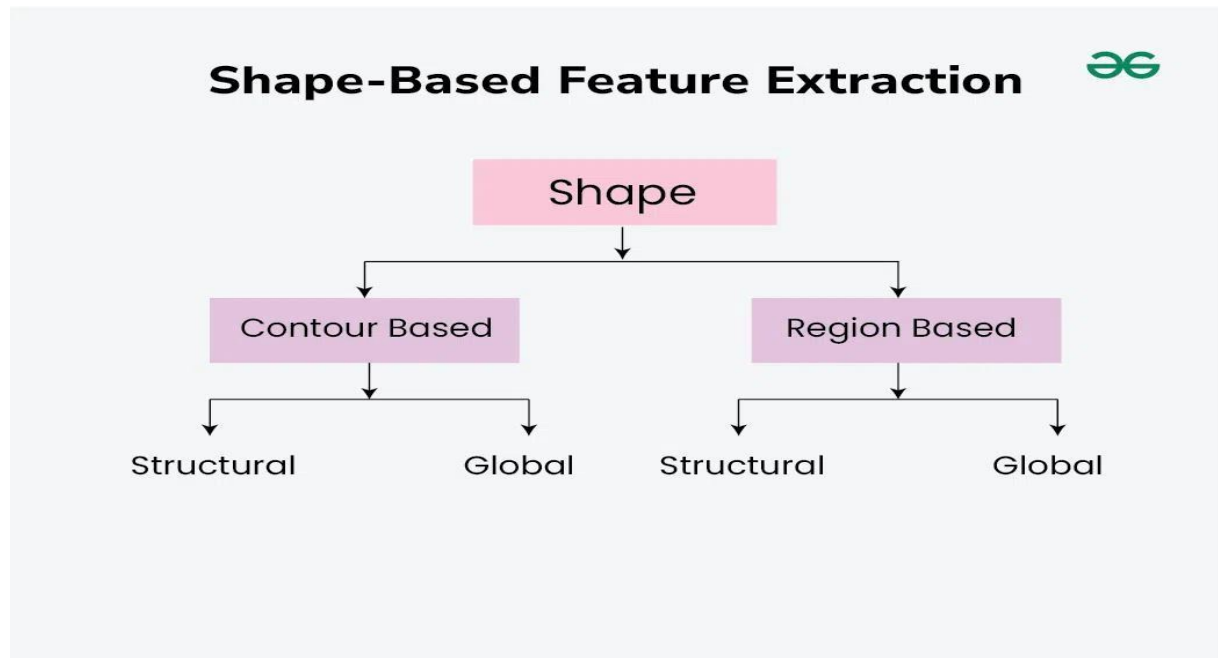 Shape-Based Feature Extraction
Shape
Contour Based
Region Based
Structural
Global
Structural
Global